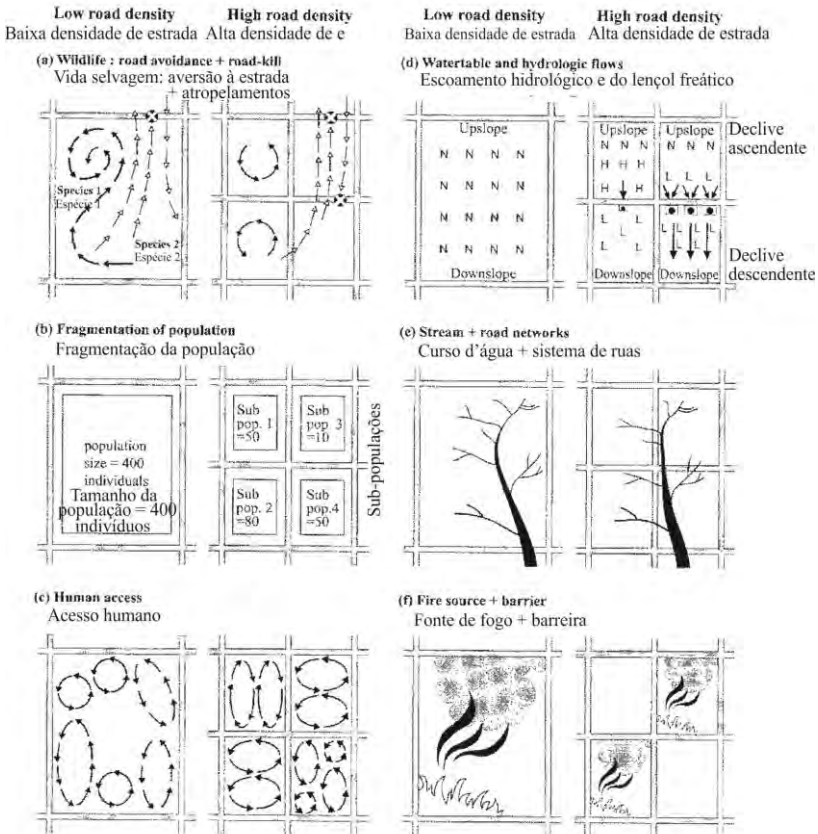 Low road density
Baixa densidade de estrada
High road density
Alta densidade de e
(a) Wildlife : road avoidance + road-kill
Vida selvagem: aversão à estrada
+ atropelamentos
Species 1
Espécie 1
Species 2
Espécie 2
(b) Fragmentation of population
Fragmentação da população
population
size = 400
individuals
Tamanho da
população = 400
indivíduos
Sub
pop. 1
=50
Sub
pop. 3
=10
Sub
pop. 2
=80
Sub
pop.4
=50
Sub-populações
(c) Human access
Acesso humano
Low road density
Baixa densidade de estrada
High road density
Alta densidade de estrada
(d) Watertable and hydrologic flows
Escoamento hidrológico e do lençol freático
Upslope
N N N N
N N N N
N N N N
N N N N
Downslope
Upslope
N N N
H H H
H H
L L
L
L L
Downslope
Upslope
N N N
L L
L L L L
L L
Downslope
Declive
ascendente
Declive
descendente
(e) Stream + road networks
Curso d’água + sistema de ruas
(f) Fire source + barrier
Fonte de fogo + barreira